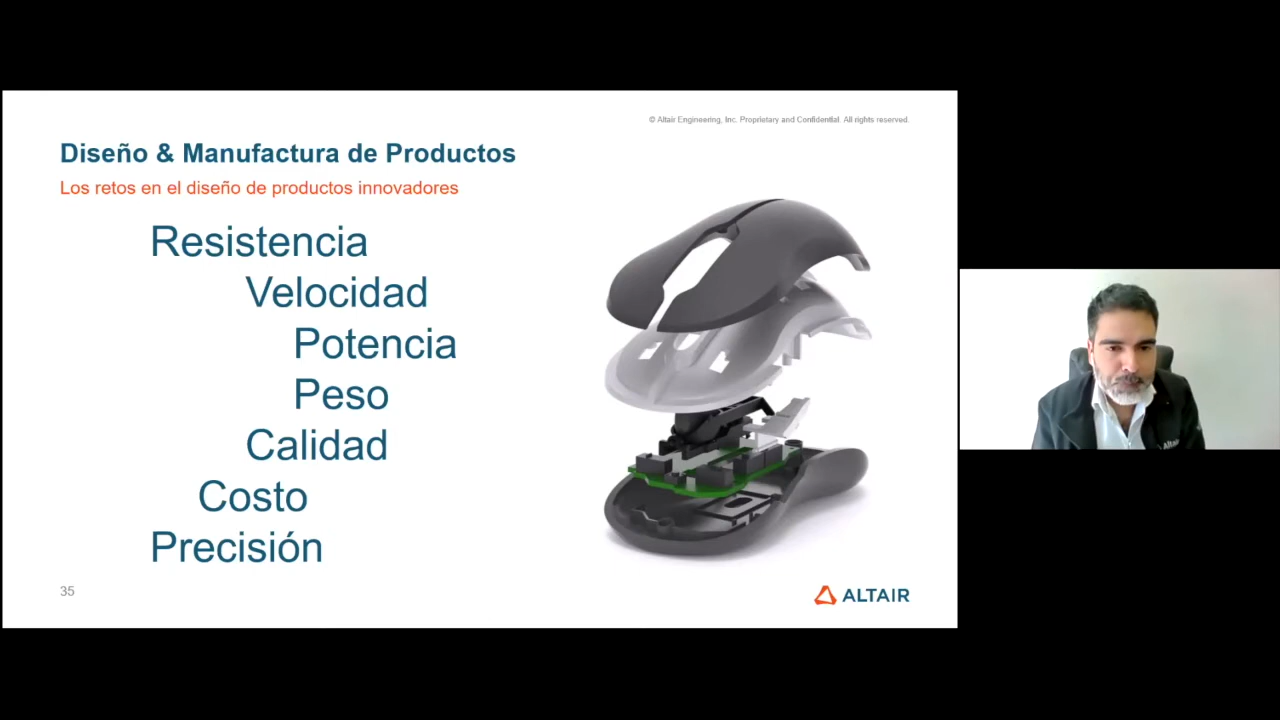 © Altair Engineering, Inc. Proprietary and Confidential. All rights reserved.
Diseño & Manufactura de Productos
Los retos en el diseño de productos innovadores
Resistencia
Velocidad
Potencia
Peso
Calidad
Costo
Precisión
35
ALTAIR
Altair